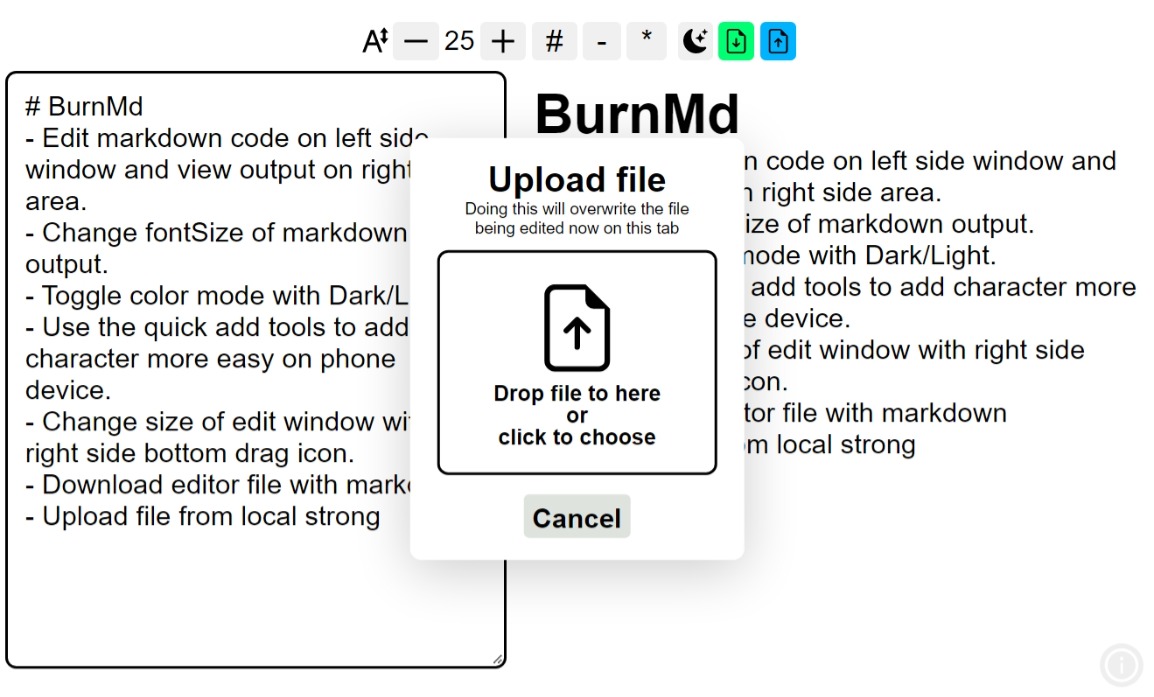 25 # - *
# BurnMd
- Edit markdown code on left side
window and view output on right
area.
- Change fontSize of markdown
output.
- Toggle color mode with Dark/L
- Use the quick add tools to add
character more easy on phone
device.
- Change size of edit window wi
right side bottom drag icon.
- Download editor file with mark
- Upload file from local strong
BurnMd
code on left side window and
right side area.
of markdown output.
with Dark/Light.
add tools to add character more
device.
of edit window with right side
file with markdown
local strong
Upload file
Doing this will overwrite the file
being edited now on this tab
Drop file to here
or
click to choose
Cancel